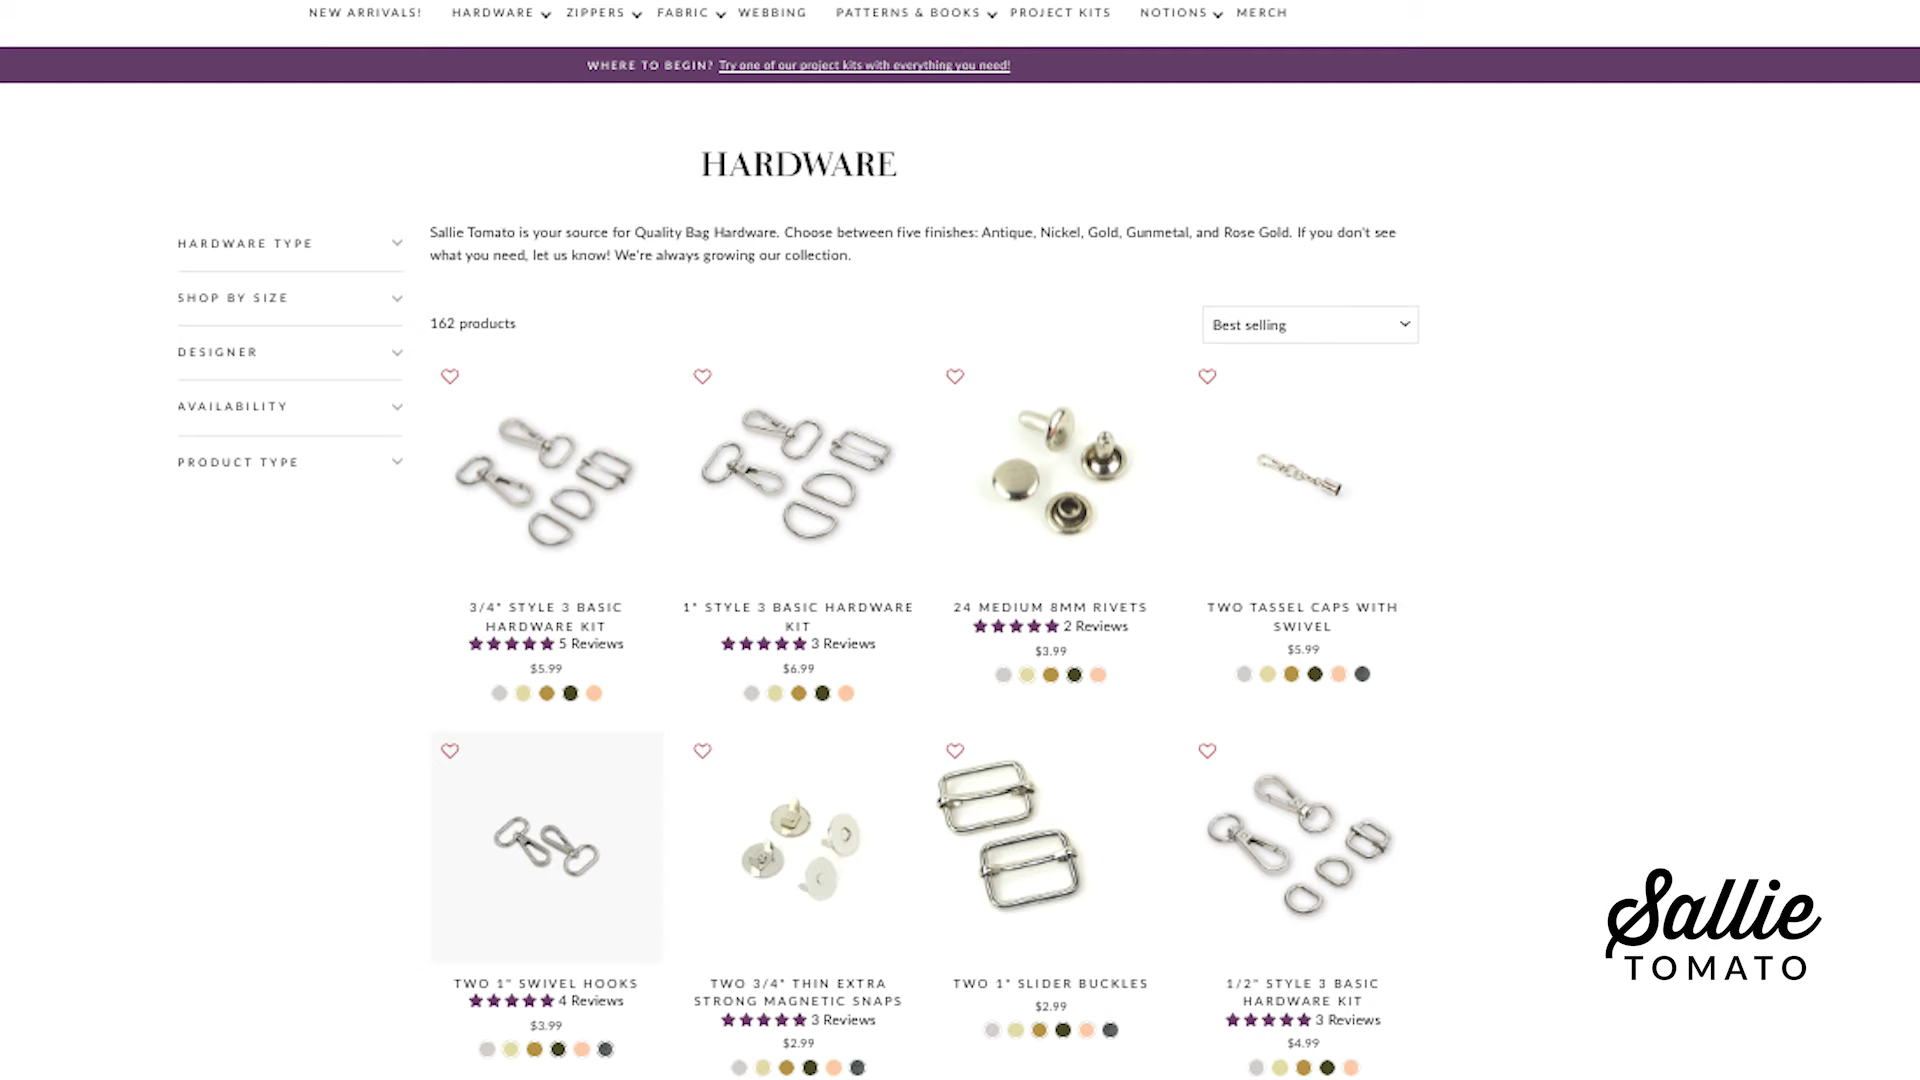 NEW ARRIVALS! HARDWARE ZIPPERS FABRIC WEBBING PATTERNS & BOOKS PROJECT KITS NOTIONS MERCH
WHERE TO BEGIN? Try one of our project kits with everything you need!
HARDWARE
HARDWARE TYPE
SHOP BY SIZE
DESIGNER
AVAILABILITY
PRODUCT TYPE
Sallie Tomato is your source for Quality Bag Hardware. Choose between five finishes: Antique, Nickel, Gold, Gunmetal, and Rose Gold. If you don't see
what you need, let us know! We're always growing our collection.
162 products
Best selling
3/4" STYLE 3 BASIC
HARDWARE KIT
5 Reviews
$5.99
1" STYLE 3 BASIC HARDWARE
KIT
3 Reviews
$6.99
24 MEDIUM 8MM RIVETS
2 Reviews
$3.99
TWO TASSEL CAPS WITH
SWIVEL
$5.99
TWO 1" SWIVEL HOOKS
4 Reviews
$3.99
TWO 3/4" THIN EXTRA
STRONG MAGNETIC SNAPS
3 Reviews
$2.99
TWO 1" SLIDER BUCKLES
$2.99
1/2" STYLE 3 BASIC
HARDWARE KIT
3 Reviews
$4.99
Sallie
TOMATO